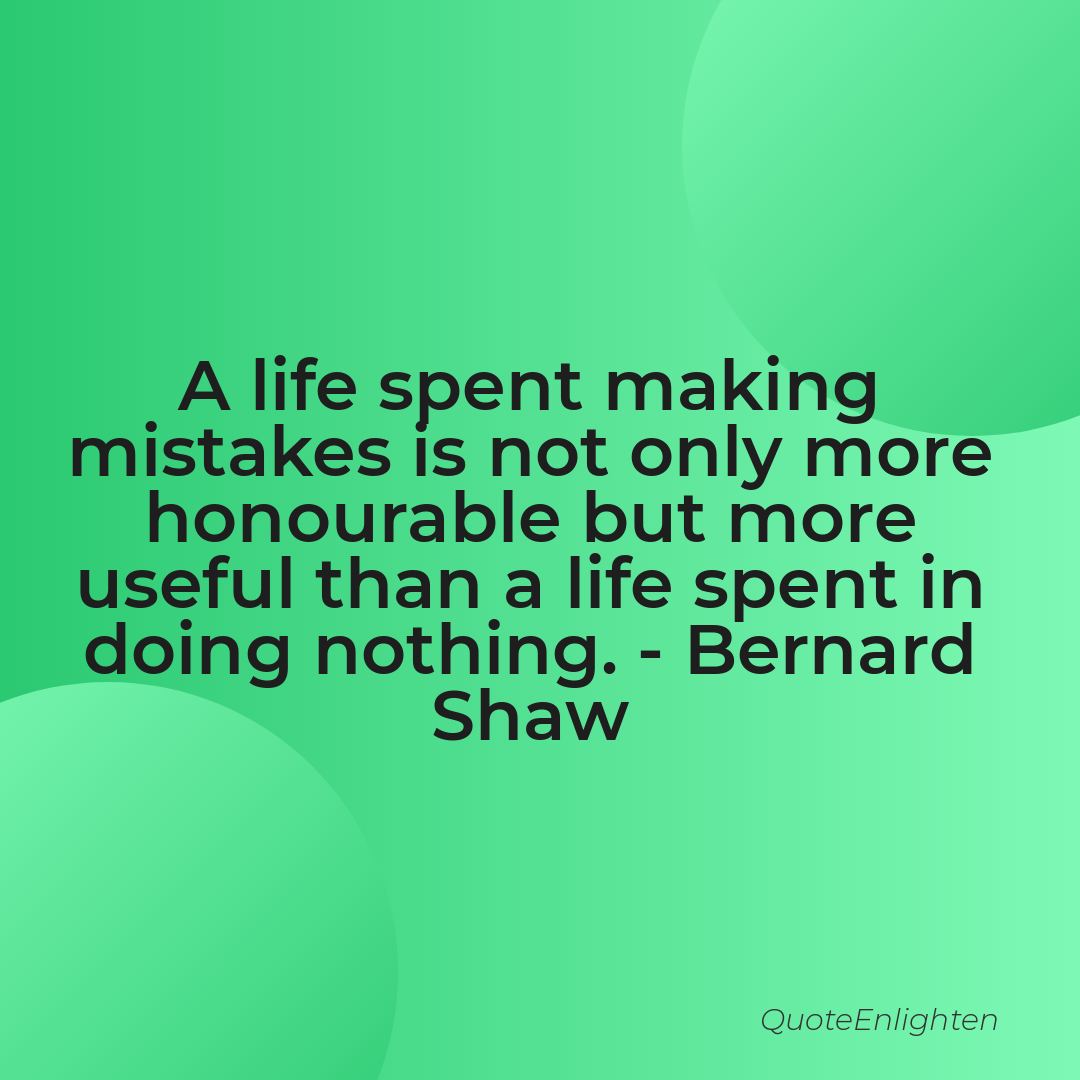 A life spent making
mistakes is not only more
honourable but more
useful than a life spent in
doing nothing. - Bernard
Shaw
QuoteEnlighten